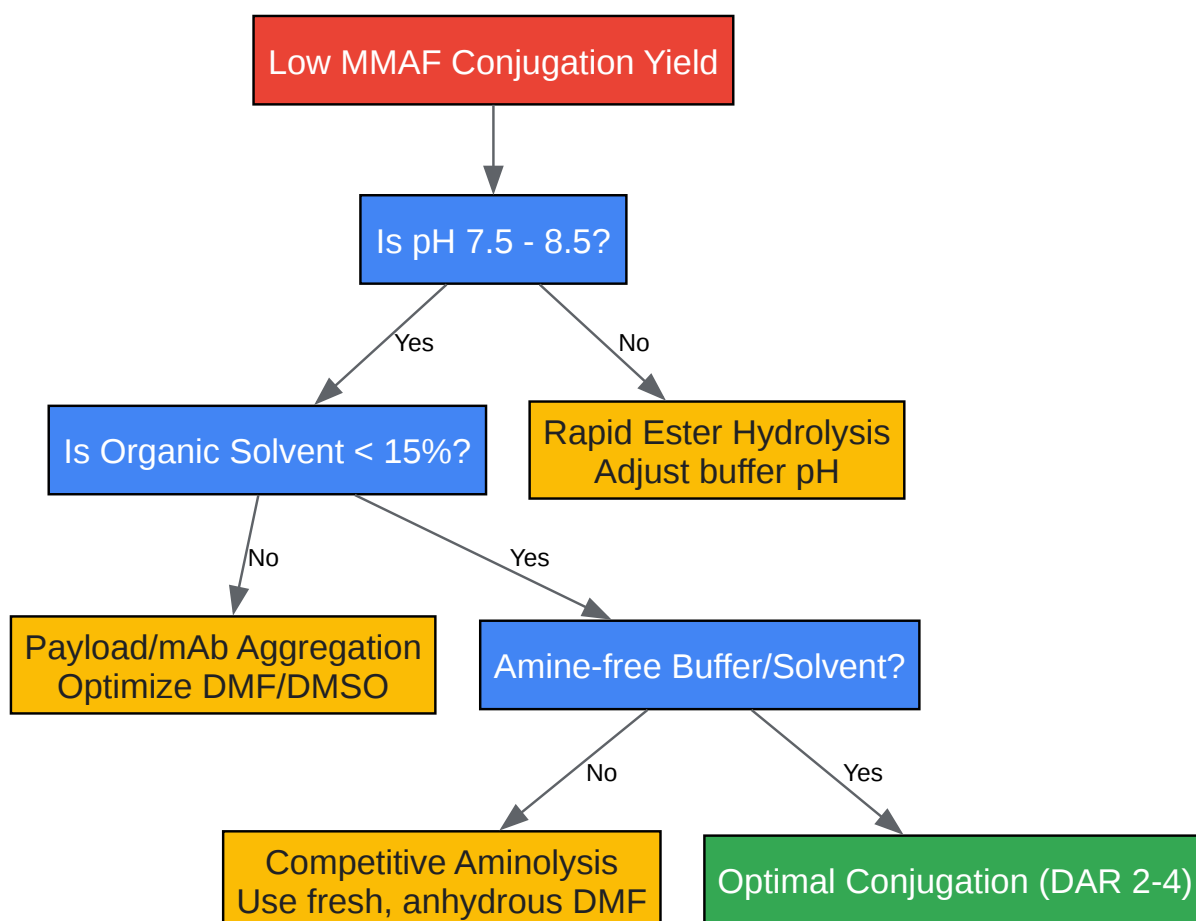 Low MMAF Conjugation Yield
Is pH 7.5 - 8.5?
Yes
No
Is Organic Solvent < 15%?
Rapid Ester Hydrolysis
Adjust buffer pH
No
Yes
Payload/mAb Aggregation
Optimize DMF/DMSO
Amine-free Buffer/Solvent?
No
Yes
Competitive Aminolysis
Use fresh, anhydrous DMF
Optimal Conjugation (DAR 2-4)